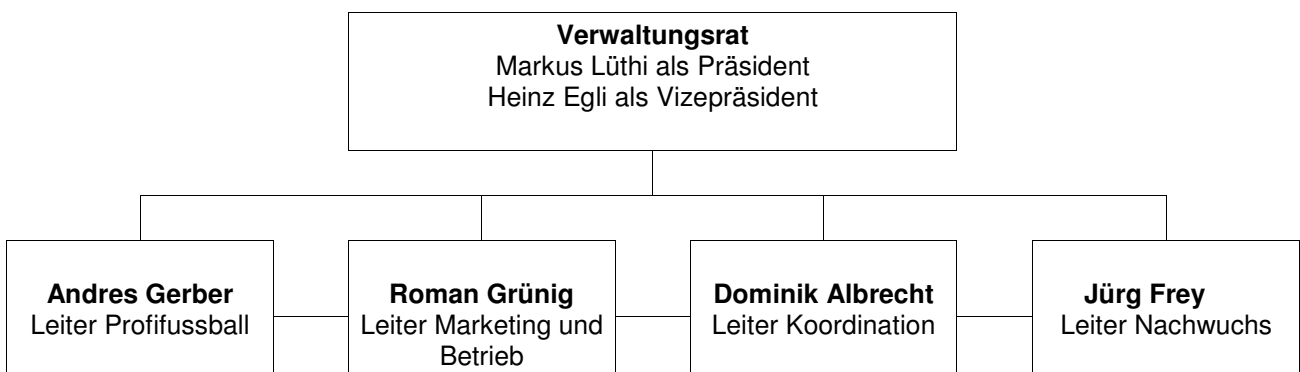 Verwaltungsrat
Markus Lüthi als Präsident
Heinz Egli als Vizepräsident
Andres Gerber
Leiter Profifussball
Roman Grünig
Leiter Marketing und
Betrieb
Dominik Albrecht
Leiter Koordination
Jürg Frey
Leiter Nachwuchs